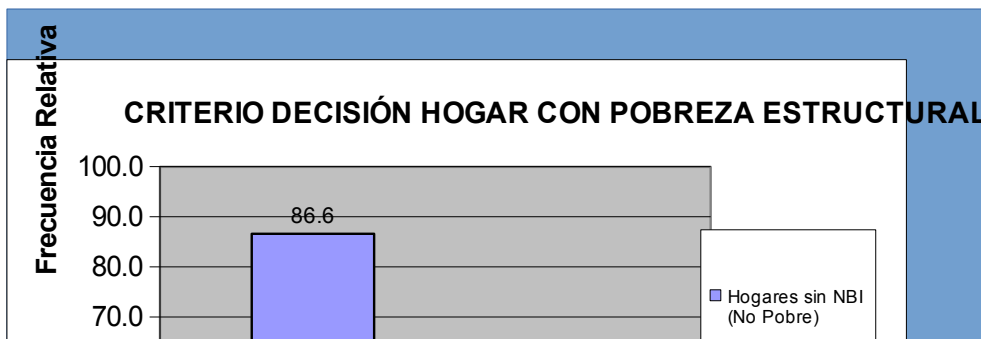 Frecuencia Relativa
CRITERIO DECISIÓN HOGAR CON POBREZA ESTRUCTURAL
100.0
90.0
86.6
80.0
70.0
Hogares sin NBI
(No Pobre)